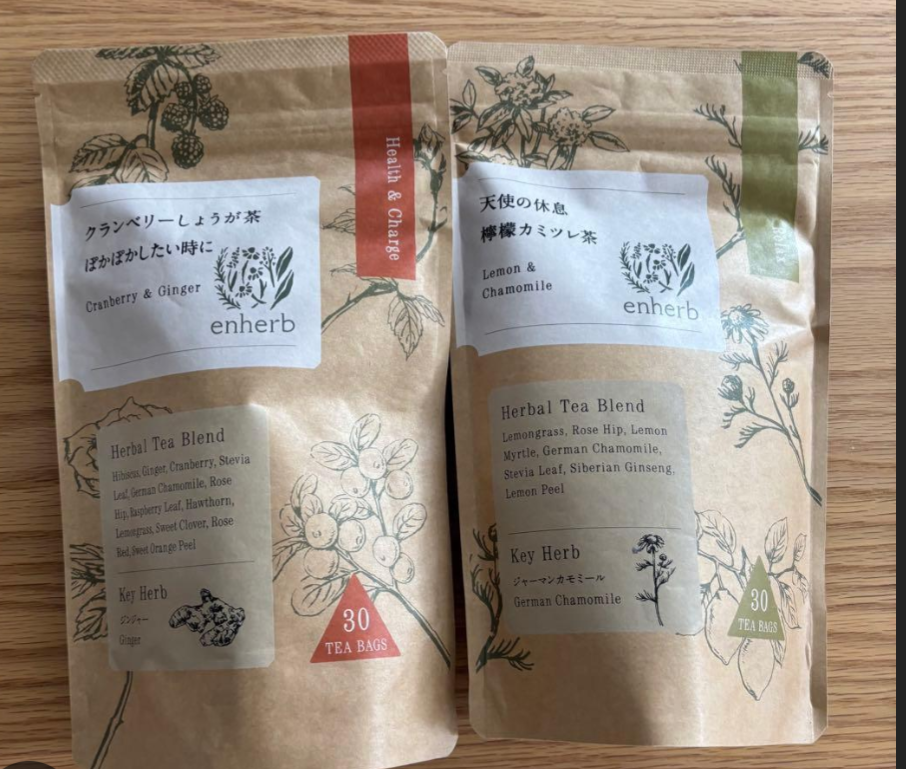 Health & Charge
クランベリーしょうが茶
ぽかぽかしたい時に
Cranberry & Ginger
enherb
Herbal Tea Blend
Hibiscus, Ginger, Cranberry, Stevia
Leaf, German Chamomile, Rose
Hip, Raspberry Leaf, Hawthorn,
Lemongrass, Sweet Clover, Rose
Red, Sweet Orange Peel
Key Herb
ジンジャー
Ginger
30
TEA BAGS
天使の休息
檸檬カミツレ茶
Lemon &
Chamomile
enherb
Herbal Tea Blend
Lemongrass, Rose Hip, Lemon
Myrtle, German Chamomile,
Stevia Leaf, Siberian Ginseng,
Lemon Peel
Key Herb
ジャーマンカモミール
German Chamomile
30
TEA BAGS